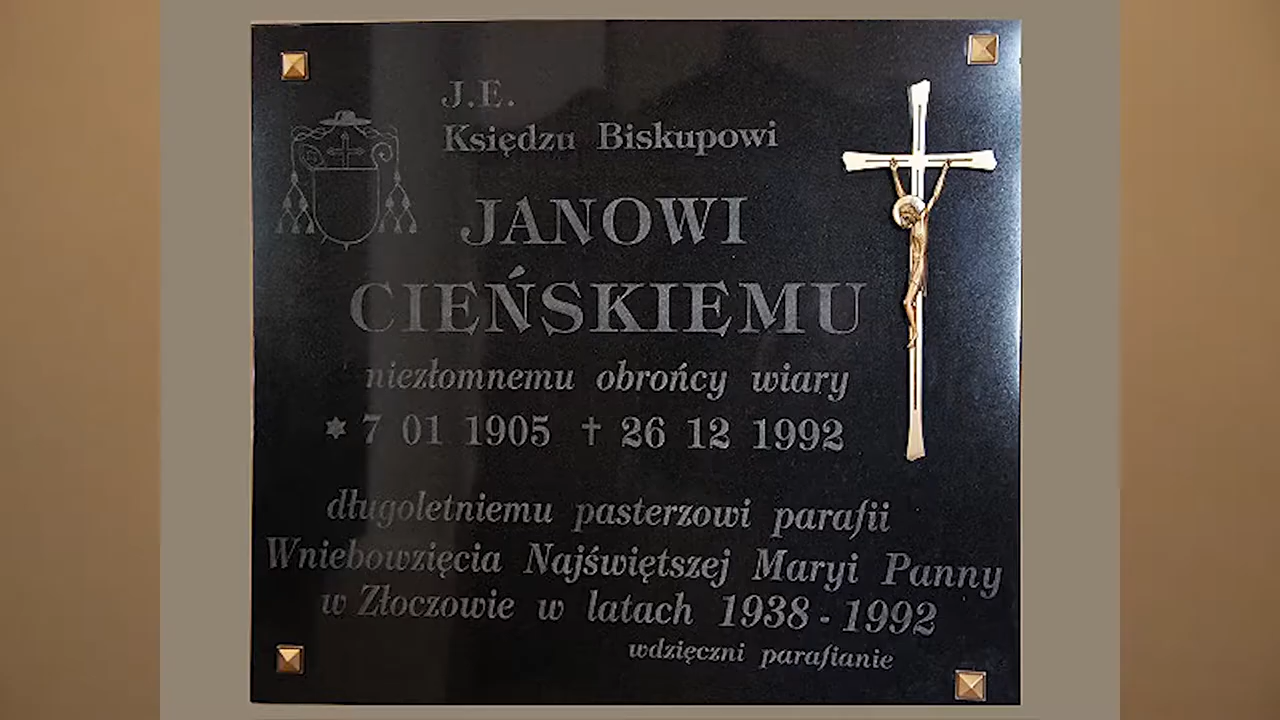 J.E.
Księdzu Biskupowi
JANOWI
CIEŃSKIEMU
niezłomnemu obrońcy wiary
✶ 7 01 1905 † 26 12 1992
długoletniemu pasterzowi parafii
Wniebowzięcia Najświętszej Maryi Panny
w Złoczowie w latach 1938-1992
wdzięczni parafianie